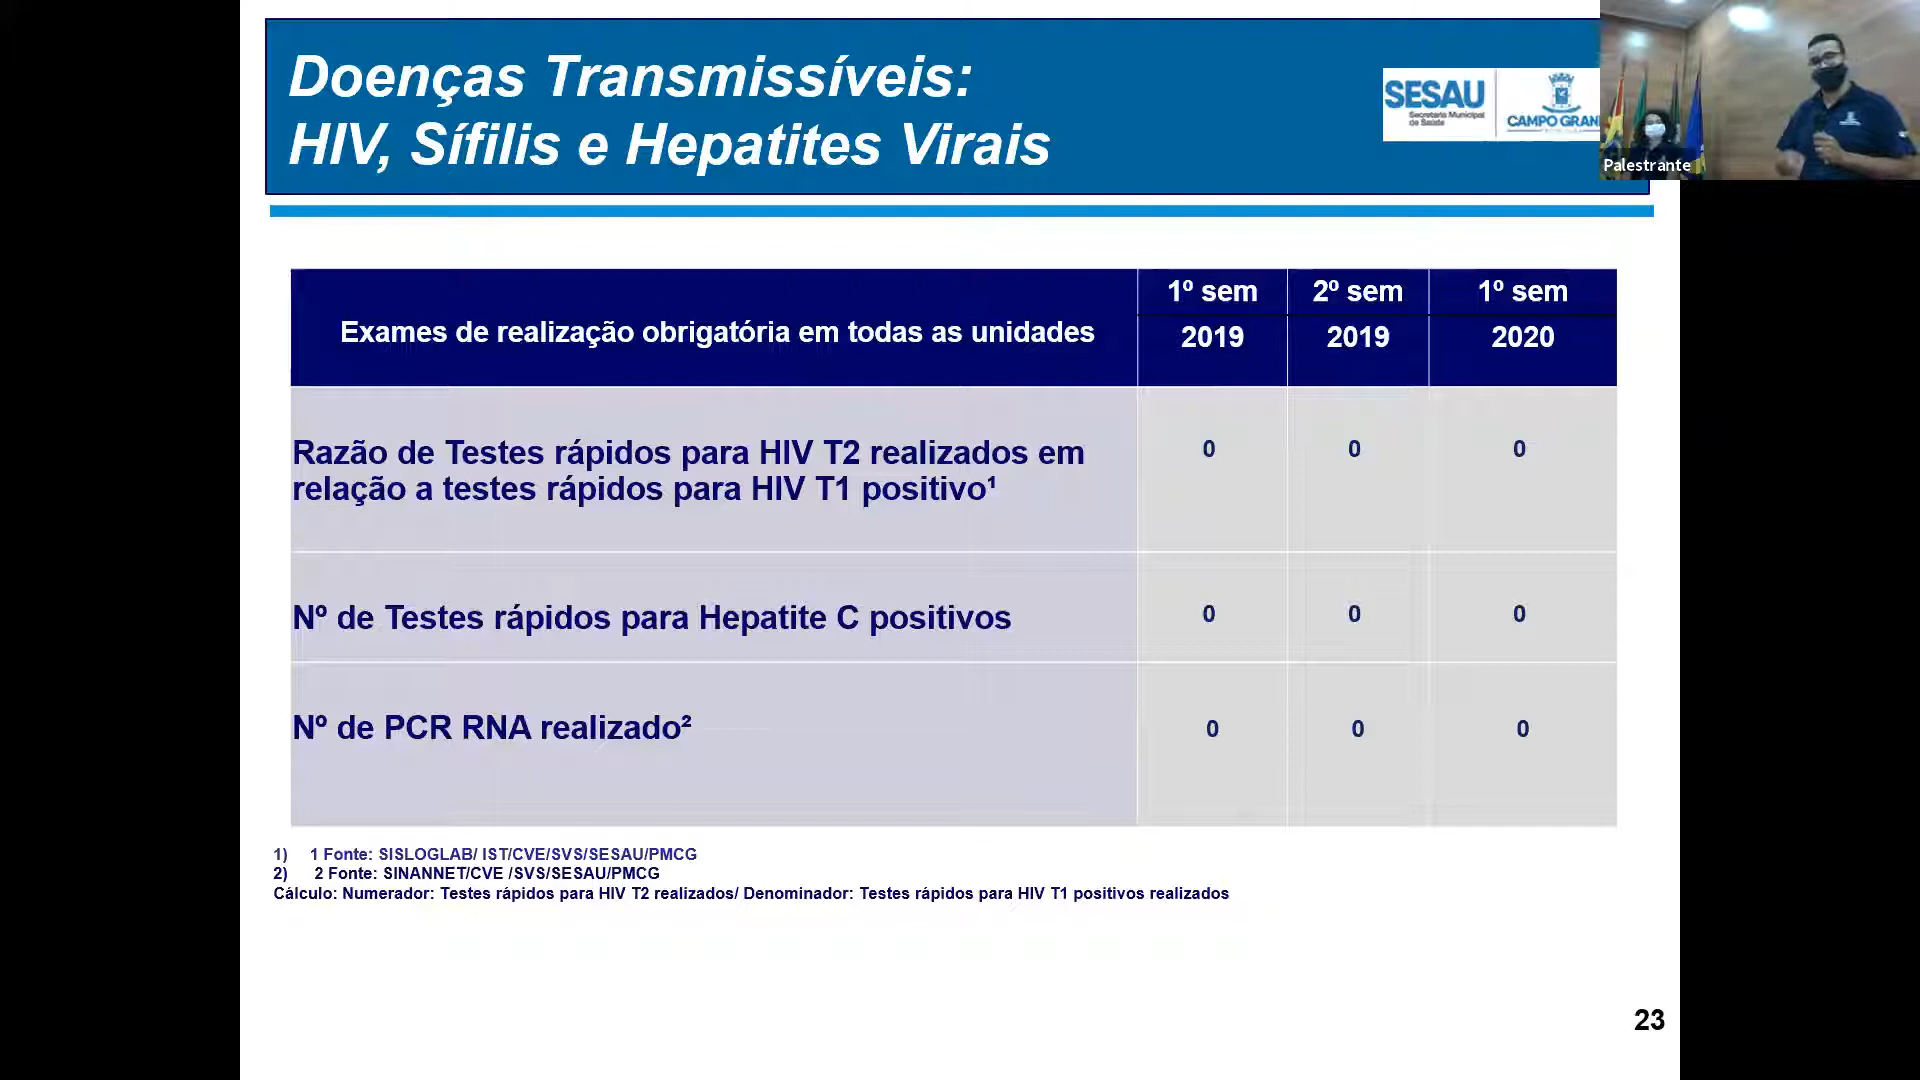 Doenças Transmissíveis:
HIV, Sífilis e Hepatites Virais
SESAU
Secretaria Municipal
de Saúde
CAMPO GRAN
Palestrante
Exames de realização obrigatória em todas as unidades
1º sem 2º sem 1º sem
2019 2019 2020
Razão de Testes rápidos para HIV T2 realizados em
relação a testes rápidos para HIV T1 positivo¹
0 0 0
Nº de Testes rápidos para Hepatite C positivos 0 0 0
Nº de PCR RNA realizado² 0 0 0
1) 1 Fonte: SISLOGLAB/ IST/CVE/SVS/SESAU/PMCG
2) 2 Fonte: SINANNET/CVE /SVS/SESAU/PMCG
Cálculo: Numerador: Testes rápidos para HIV T2 realizados/ Denominador: Testes rápidos para HIV T1 positivos realizados
23